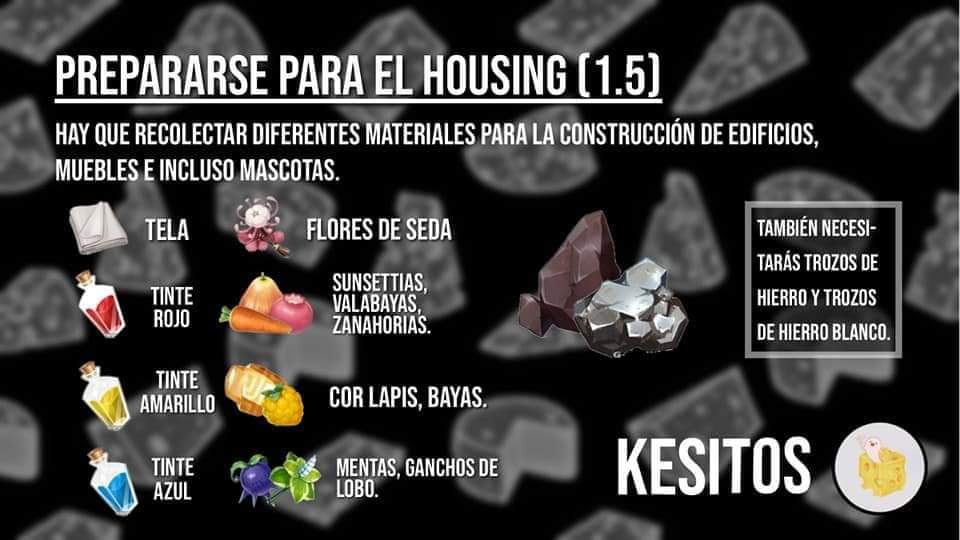 PREPARARSE PARA EL HOUSING (1.5)
HAY QUE RECOLECTAR DIFERENTES MATERIALES PARA LA CONSTRUCCIÓN DE EDIFICIOS,
MUEBLES E INCLUSO MASCOTAS.
TELA
FLORES DE SEDA
TINTE
ROJO
SUNSETTIAS,
VALABAYAS,
ZANAHORIAS.
TINTE
AMARILLO
COR LAPIS, BAYAS.
TINTE
AZUL
MENTAS, GANCHOS DE
LOBO.
TAMBIÉN NECESI-
TARÁS TROZOS DE
HIERRO Y TROZOS
DE HIERRO BLANCO.
KESITOS